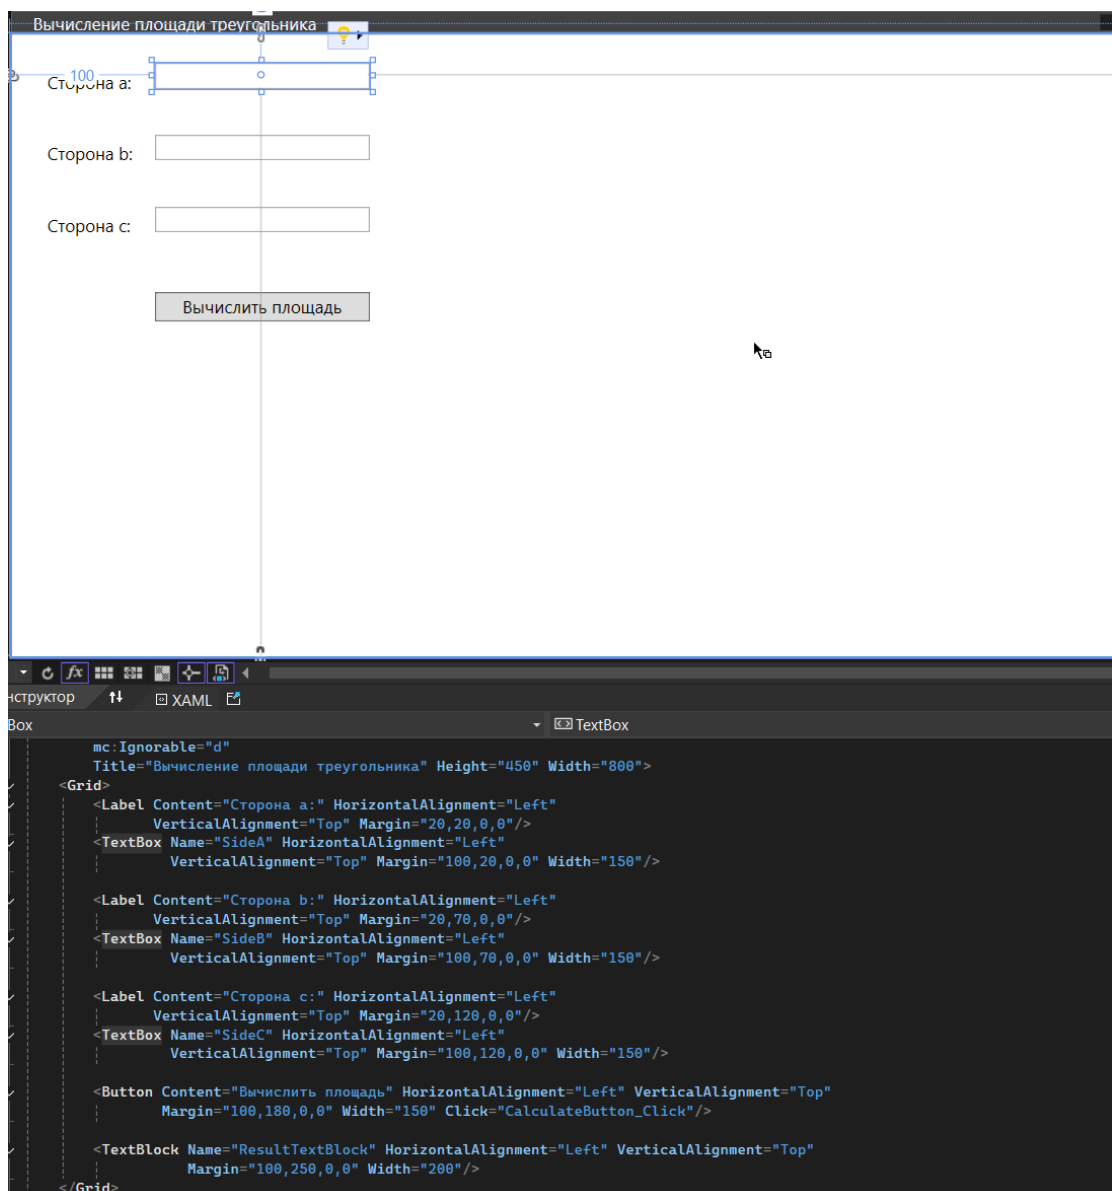 Вычисление площади треугольника
100
Сторона a:
Сторона b:
Сторона c:
Вычислить площадь
fx
нструктор
XAML
Box
TextBox
mc:Ignorable="d"
Title="Вычисление площади треугольника" Height="450" Width="800">
<Grid>
<Label Content="Сторона a:" HorizontalAlignment="Left"
VerticalAlignment="Top" Margin="20,20,0,0"/>
<TextBox Name="SideA" HorizontalAlignment="Left"
VerticalAlignment="Top" Margin="100,20,0,0" Width="150"/>
<Label Content="Сторона b:" HorizontalAlignment="Left"
VerticalAlignment="Top" Margin="20,70,0,0"/>
<TextBox Name="SideB" HorizontalAlignment="Left"
VerticalAlignment="Top" Margin="100,70,0,0" Width="150"/>
<Label Content="Сторона c:" HorizontalAlignment="Left"
VerticalAlignment="Top" Margin="20,120,0,0"/>
<TextBox Name="SideC" HorizontalAlignment="Left"
VerticalAlignment="Top" Margin="100,120,0,0" Width="150"/>
<Button Content="Вычислить площадь" HorizontalAlignment="Left" VerticalAlignment="Top"
Margin="100,180,0,0" Width="150" Click="CalculateButton_Click"/>
<TextBlock Name="ResultTextBlock" HorizontalAlignment="Left" VerticalAlignment="Top"
Margin="100,250,0,0" Width="200"/>
</Grid>